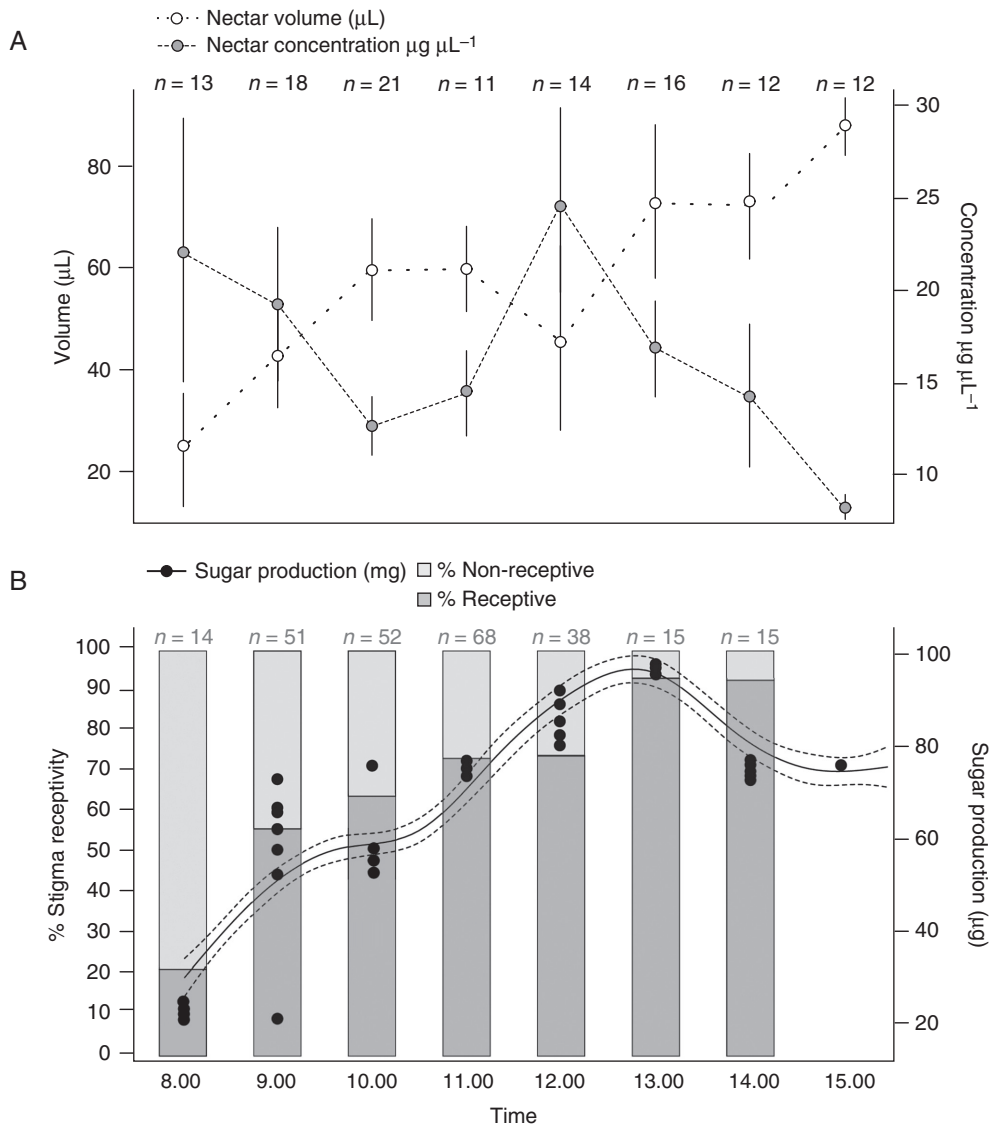 A
Nectar volume (μL)
Nectar concentration μg μL⁻¹
n = 13 n = 18 n = 21 n = 11 n = 14 n = 16 n = 12 n = 12
80
60
40
20
Volume (μL)
30
25
20
15
10
Concentration μg μL⁻¹
B
Sugar production (mg) % Non-receptive
% Receptive
n = 14 n = 51 n = 52 n = 68 n = 38 n = 15 n = 15
100
90
80
70
60
50
40
30
20
10
0
% Stigma receptivity
100
80
60
40
20
Sugar production (μg)
8.00 9.00 10.00 11.00 12.00 13.00 14.00 15.00
Time